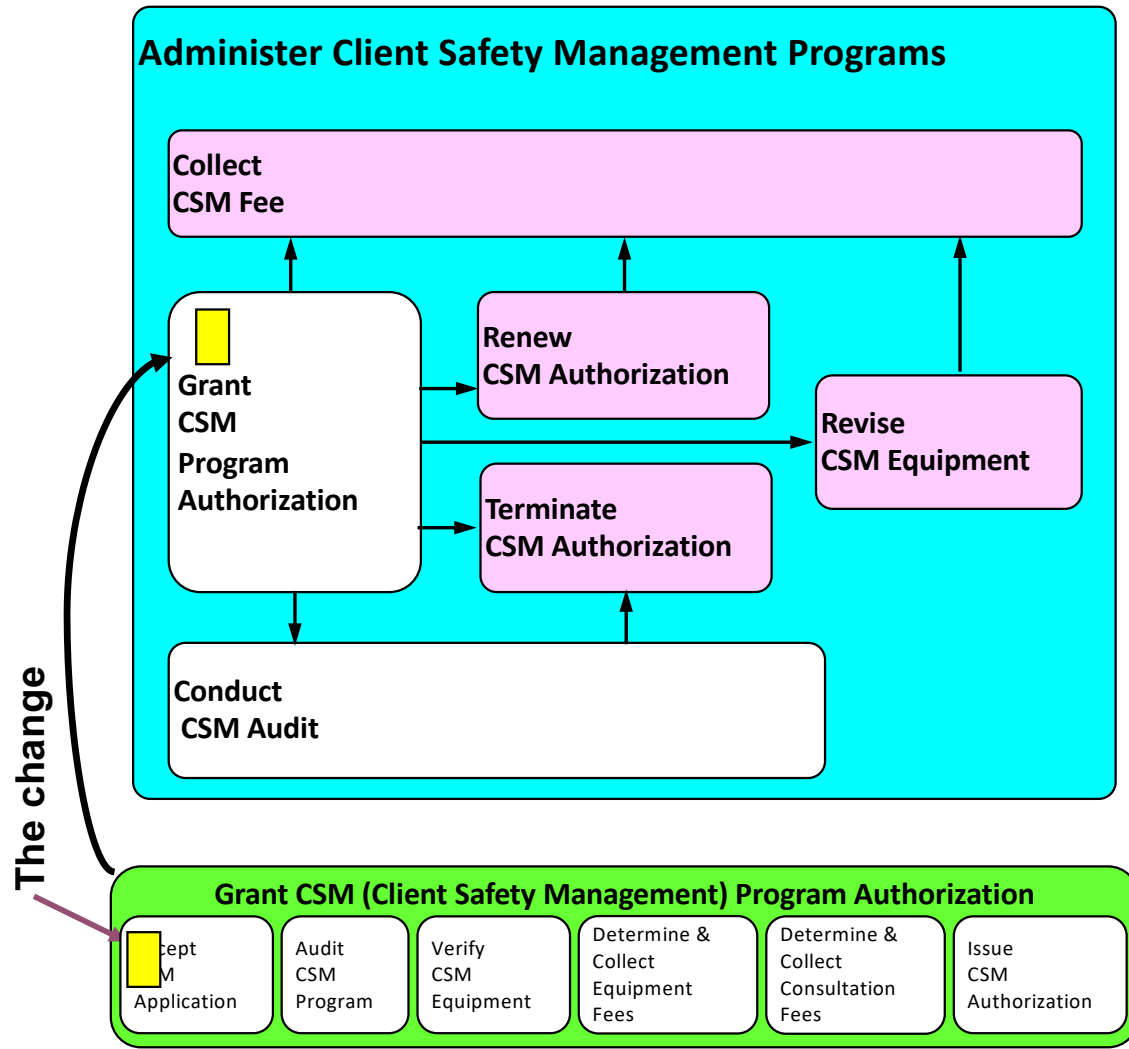 Administer Client Safety Management Programs
Collect
CSM Fee
Grant
CSM
Program
Authorization
Renew
CSM Authorization
Revise
CSM Equipment
Terminate
CSM Authorization
Conduct
CSM Audit
The change
Grant CSM (Client Safety Management) Program Authorization
cept
M
Application
Audit
CSM
Program
Verify
CSM
Equipment
Determine &
Collect
Equipment
Fees
Determine &
Collect
Consultation
Fees
Issue
CSM
Authorization